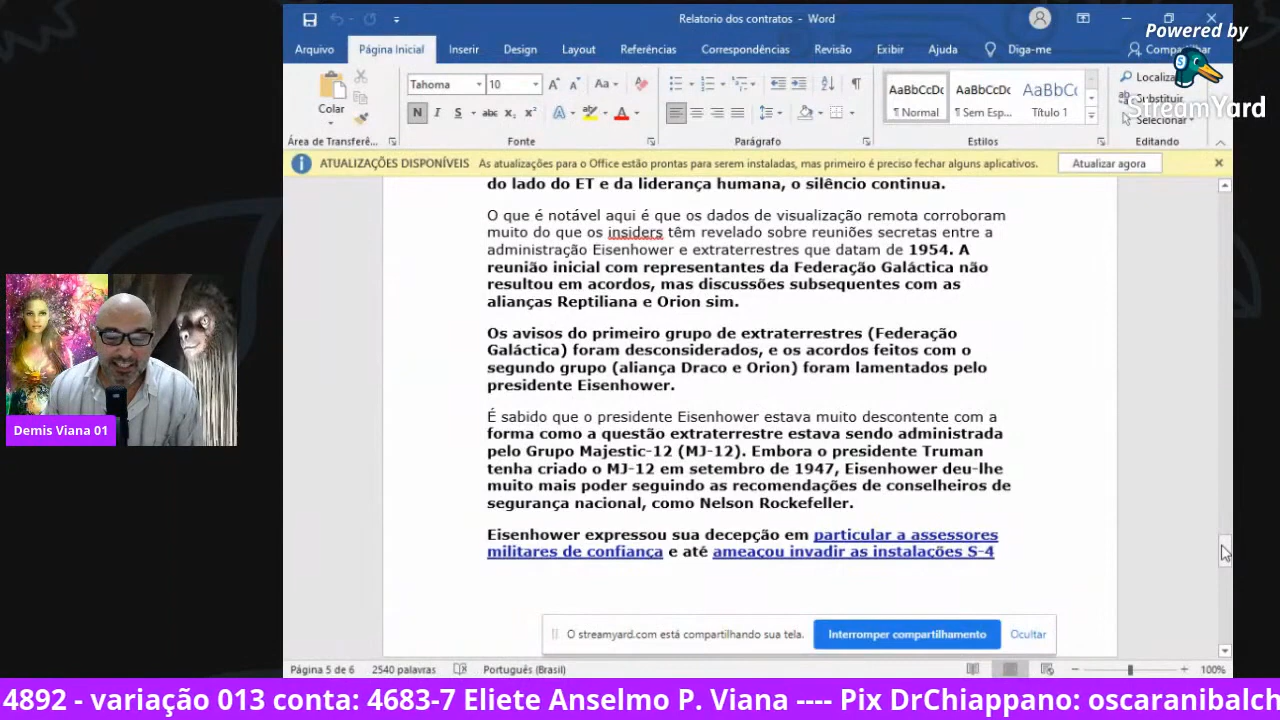 Relatorio dos contratos - Word
Powered by
StreamYard
Arquivo Página Inicial Inserir Design Layout Referências Correspondências Revisão Exibir Ajuda Diga-me Compartilhar
Colar
Tahoma 10
N I S abc x₂ x²
AaBbCcDc AaBbCcDc AaBbCc
¶ Normal ¶ Sem Esp... Título 1
Substituir
Selecionar
Área de Transferê... Fonte Parágrafo Estilos Editando
ATUALIZAÇÕES DISPONÍVEIS As atualizações para o Office estão prontas para serem instaladas, mas primeiro é preciso fechar alguns aplicativos. Atualizar agora
do lado do ET e da liderança humana, o silêncio continua.
O que é notável aqui é que os dados de visualização remota corroboram
muito do que os insiders têm revelado sobre reuniões secretas entre a
administração Eisenhower e extraterrestres que datam de 1954. A
reunião inicial com representantes da Federação Galáctica não
resultou em acordos, mas discussões subsequentes com as
alianças Reptiliana e Orion sim.
Os avisos do primeiro grupo de extraterrestres (Federação
Galáctica) foram desconsiderados, e os acordos feitos com o
segundo grupo (aliança Draco e Orion) foram lamentados pelo
presidente Eisenhower.
É sabido que o presidente Eisenhower estava muito descontente com a
forma como a questão extraterrestre estava sendo administrada
pelo Grupo Majestic-12 (MJ-12). Embora o presidente Truman
tenha criado o MJ-12 em setembro de 1947, Eisenhower deu-lhe
muito mais poder seguindo as recomendações de conselheiros de
segurança nacional, como Nelson Rockefeller.
Eisenhower expressou sua decepção em particular a assessores
militares de confiança e até ameaçou invadir as instalações S-4
Demis Viana 01
O streamyard.com está compartilhando sua tela. Interromper compartilhamento Ocultar
Página 5 de 6 2540 palavras Português (Brasil) 100%
4892 - variação 013 conta: 4683-7 Eliete Anselmo P. Viana ---- Pix DrChiappano: oscaranibalch